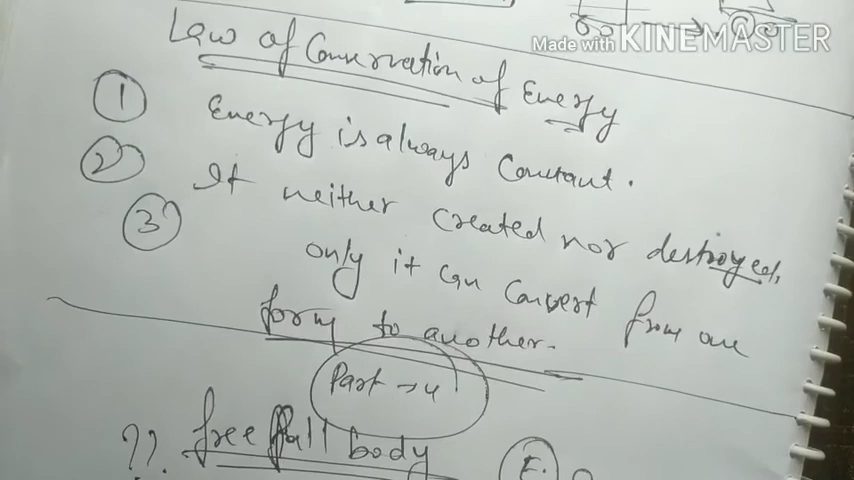 Made with KINEMASTER
Law of Conservation of Energy
1 Energy is always Constant.
2 It neither created nor destroyed,
3 only it can Convert from one
form to another.
Part → 4
?? free fall body
E.